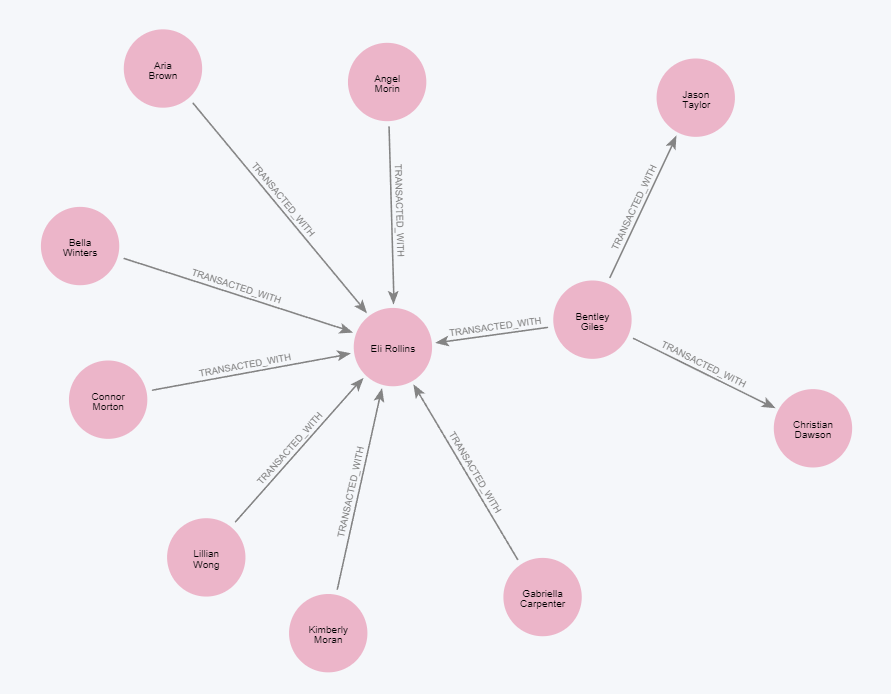 Aria
Brown
Angel
Morin
Jason
Taylor
TRANSACTED_WITH
TRANSACTED_WITH
TRANSACTED_WITH
Bella
Winters
TRANSACTED_WITH
Bentley
Giles
TRANSACTED_WITH
Eli Rollins
TRANSACTED_WITH
TRANSACTED_WITH
Connor
Morton
Christian
Dawson
TRANSACTED_WITH
TRANSACTED_WITH
TRANSACTED_WITH
Lillian
Wong
Gabriella
Carpenter
Kimberly
Moran